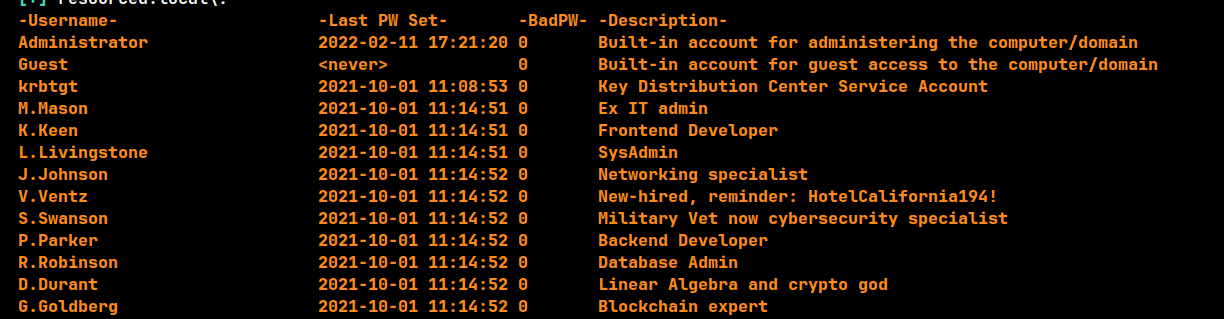 [+] resourced.local\:
-Username- -Last PW Set- -BadPW- -Description-
Administrator 2022-02-11 17:21:20 0 Built-in account for administering the computer/domain
Guest <never> 0 Built-in account for guest access to the computer/domain
krbtgt 2021-10-01 11:08:53 0 Key Distribution Center Service Account
M.Mason 2021-10-01 11:14:51 0 Ex IT admin
K.Keen 2021-10-01 11:14:51 0 Frontend Developer
L.Livingstone 2021-10-01 11:14:51 0 SysAdmin
J.Johnson 2021-10-01 11:14:52 0 Networking specialist
V.Ventz 2021-10-01 11:14:52 0 New-hired, reminder: HotelCalifornia194!
S.Swanson 2021-10-01 11:14:52 0 Military Vet now cybersecurity specialist
P.Parker 2021-10-01 11:14:52 0 Backend Developer
R.Robinson 2021-10-01 11:14:52 0 Database Admin
D.Durant 2021-10-01 11:14:52 0 Linear Algebra and crypto god
G.Goldberg 2021-10-01 11:14:52 0 Blockchain expert